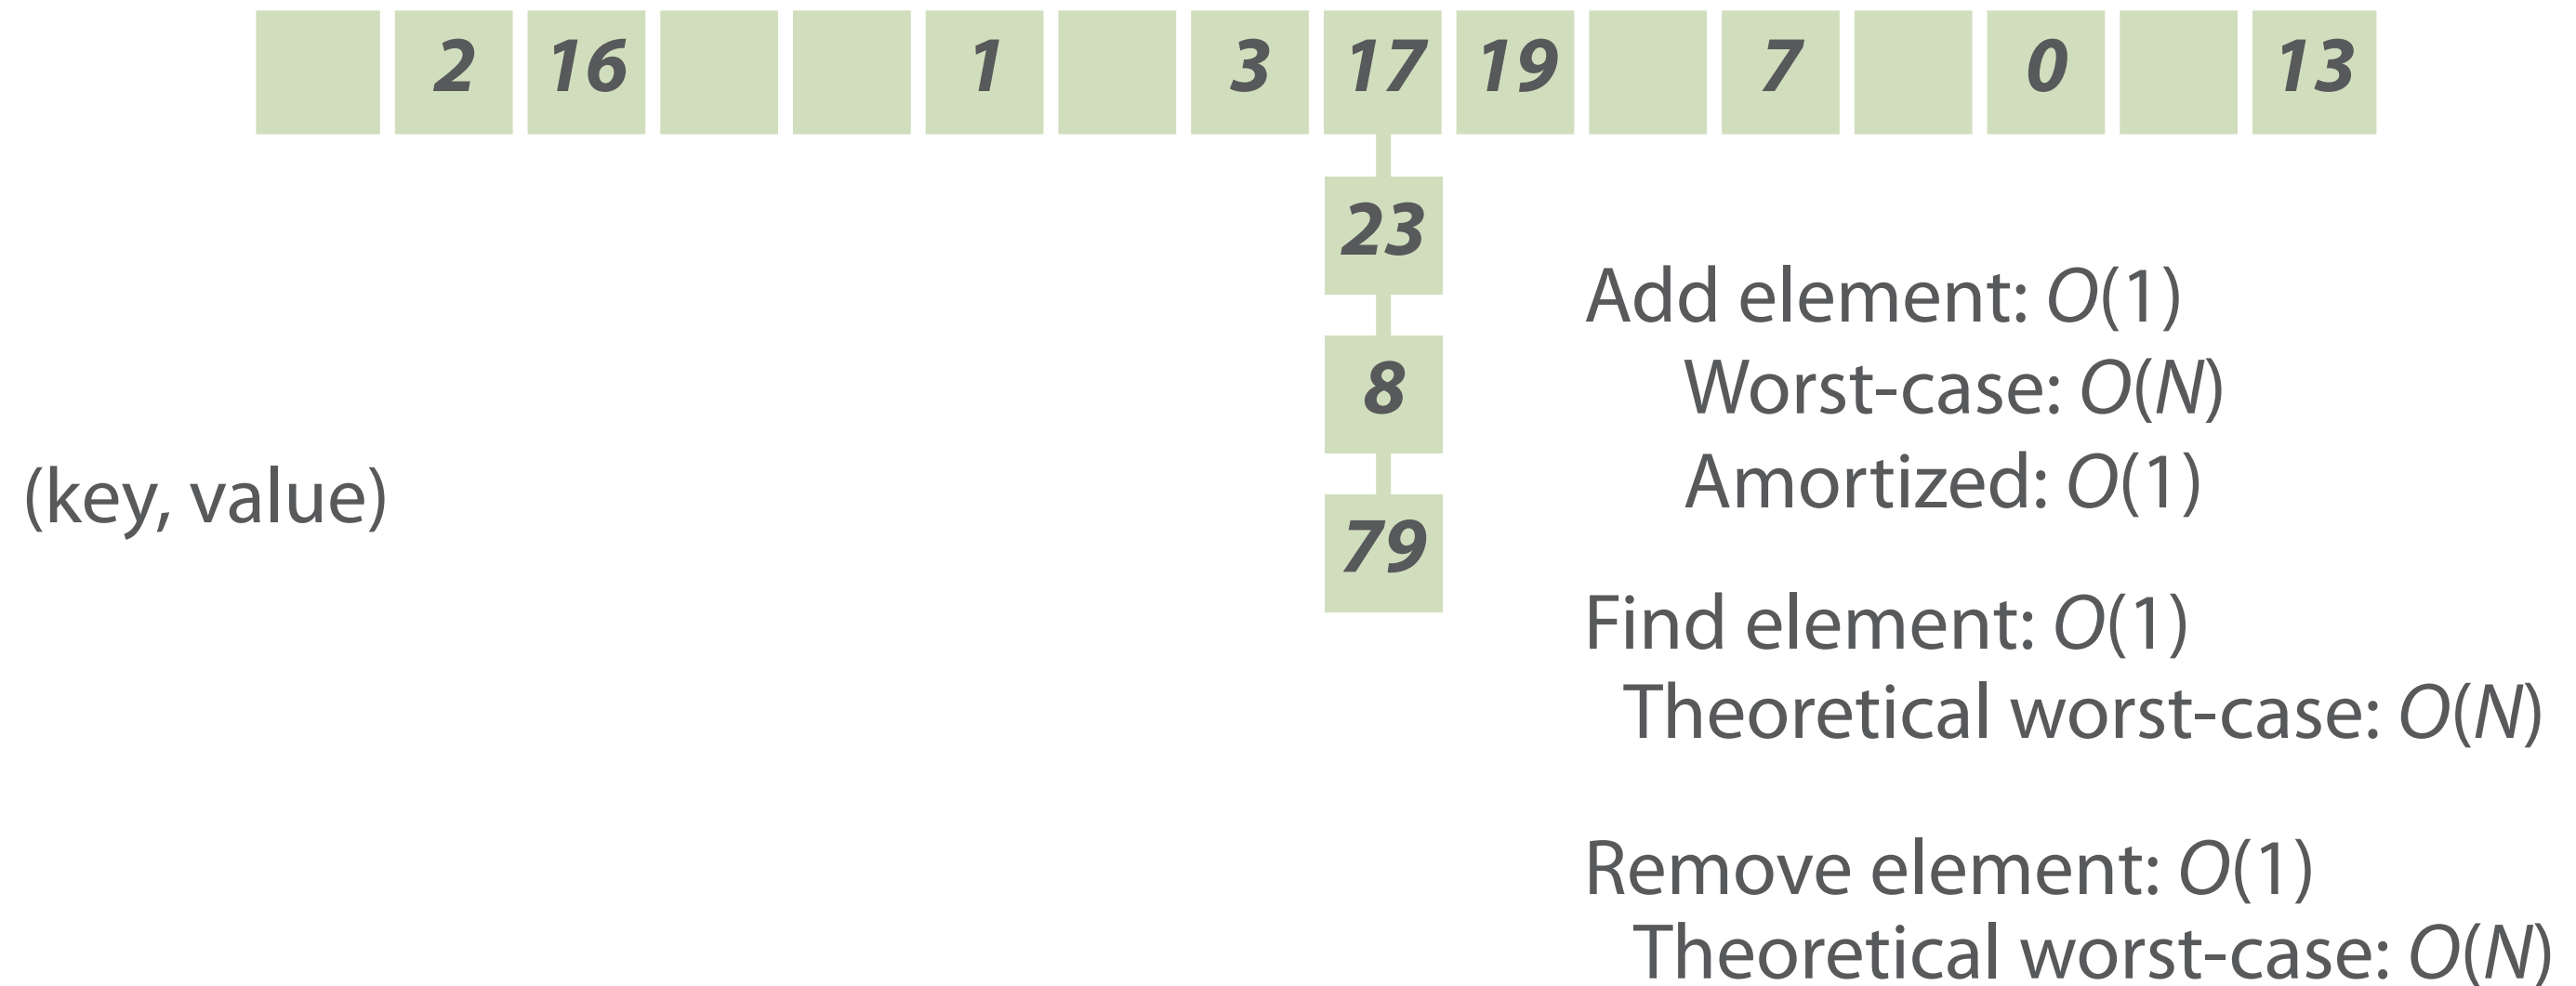 2 16 1 3 17 19 7 0 13
23
8
79
(key, value)
Add element: O(1)
Worst-case: O(N)
Amortized: O(1)
Find element: O(1)
Theoretical worst-case: O(N)
Remove element: O(1)
Theoretical worst-case: O(N)